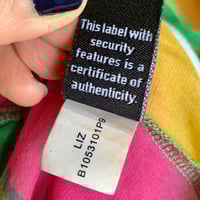 This label with
security
features is a
certificate of
authenticity.
LIZ
B1053101P9